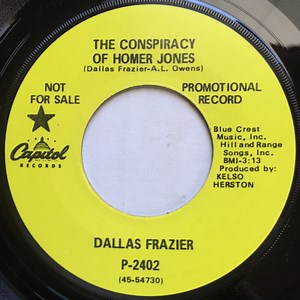 THE CONSPIRACY
OF HOMER JONES
(Dallas Frazier-A.L. Owens)
NOT
FOR SALE
PROMOTIONAL
RECORD
Capitol
RECORDS
Blue Crest
Music, Inc.
Hill and Range
Songs, Inc.
BMI-3:13
Produced by:
KELSO
HERSTON
DALLAS FRAZIER
P-2402
(45-54730)